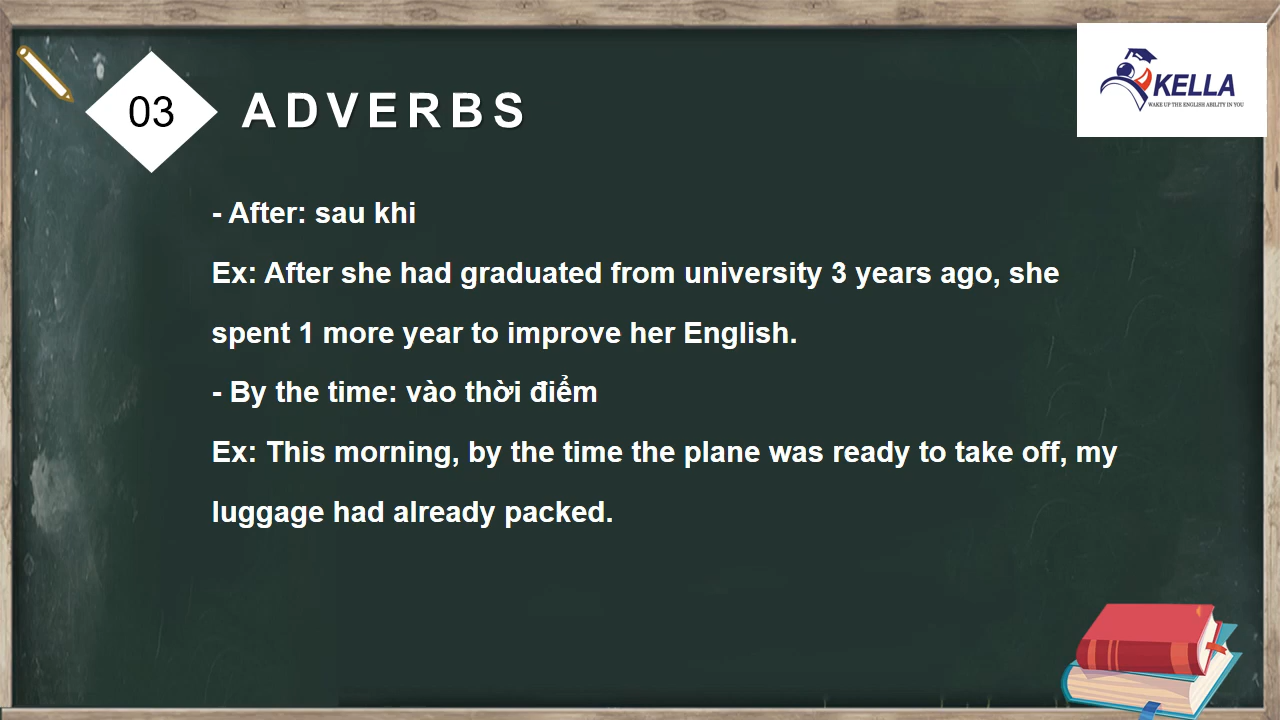 03
ADVERBS
KELLA
WAKE UP THE ENGLISH ABILITY IN YOU
- After: sau khi
Ex: After she had graduated from university 3 years ago, she
spent 1 more year to improve her English.
- By the time: vào thời điểm
Ex: This morning, by the time the plane was ready to take off, my
luggage had already packed.